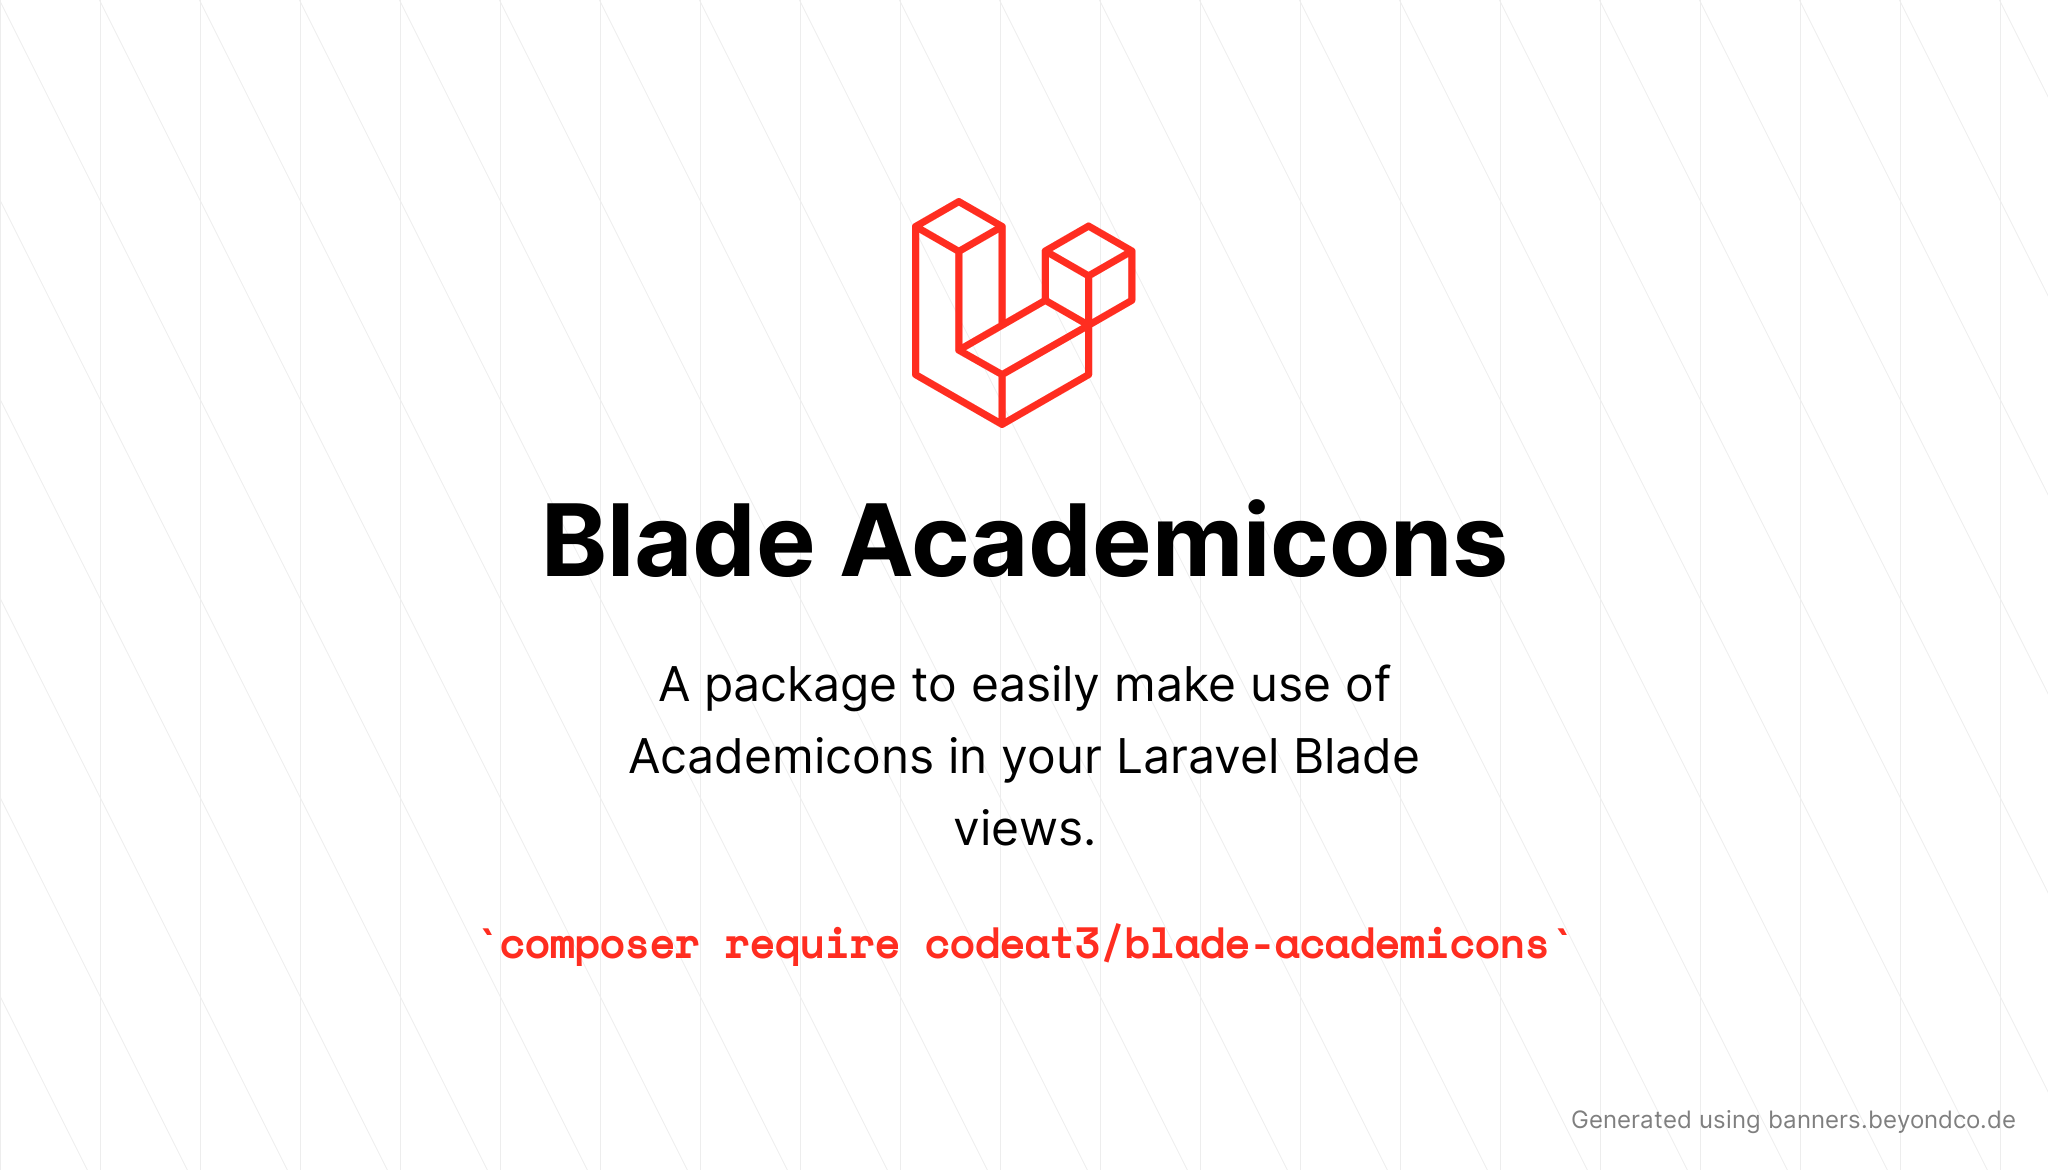 Blade Academicons
A package to easily make use of
Academicons in your Laravel Blade
views.
`composer require codeat3/blade-academicons`
Generated using banners.beyondco.de